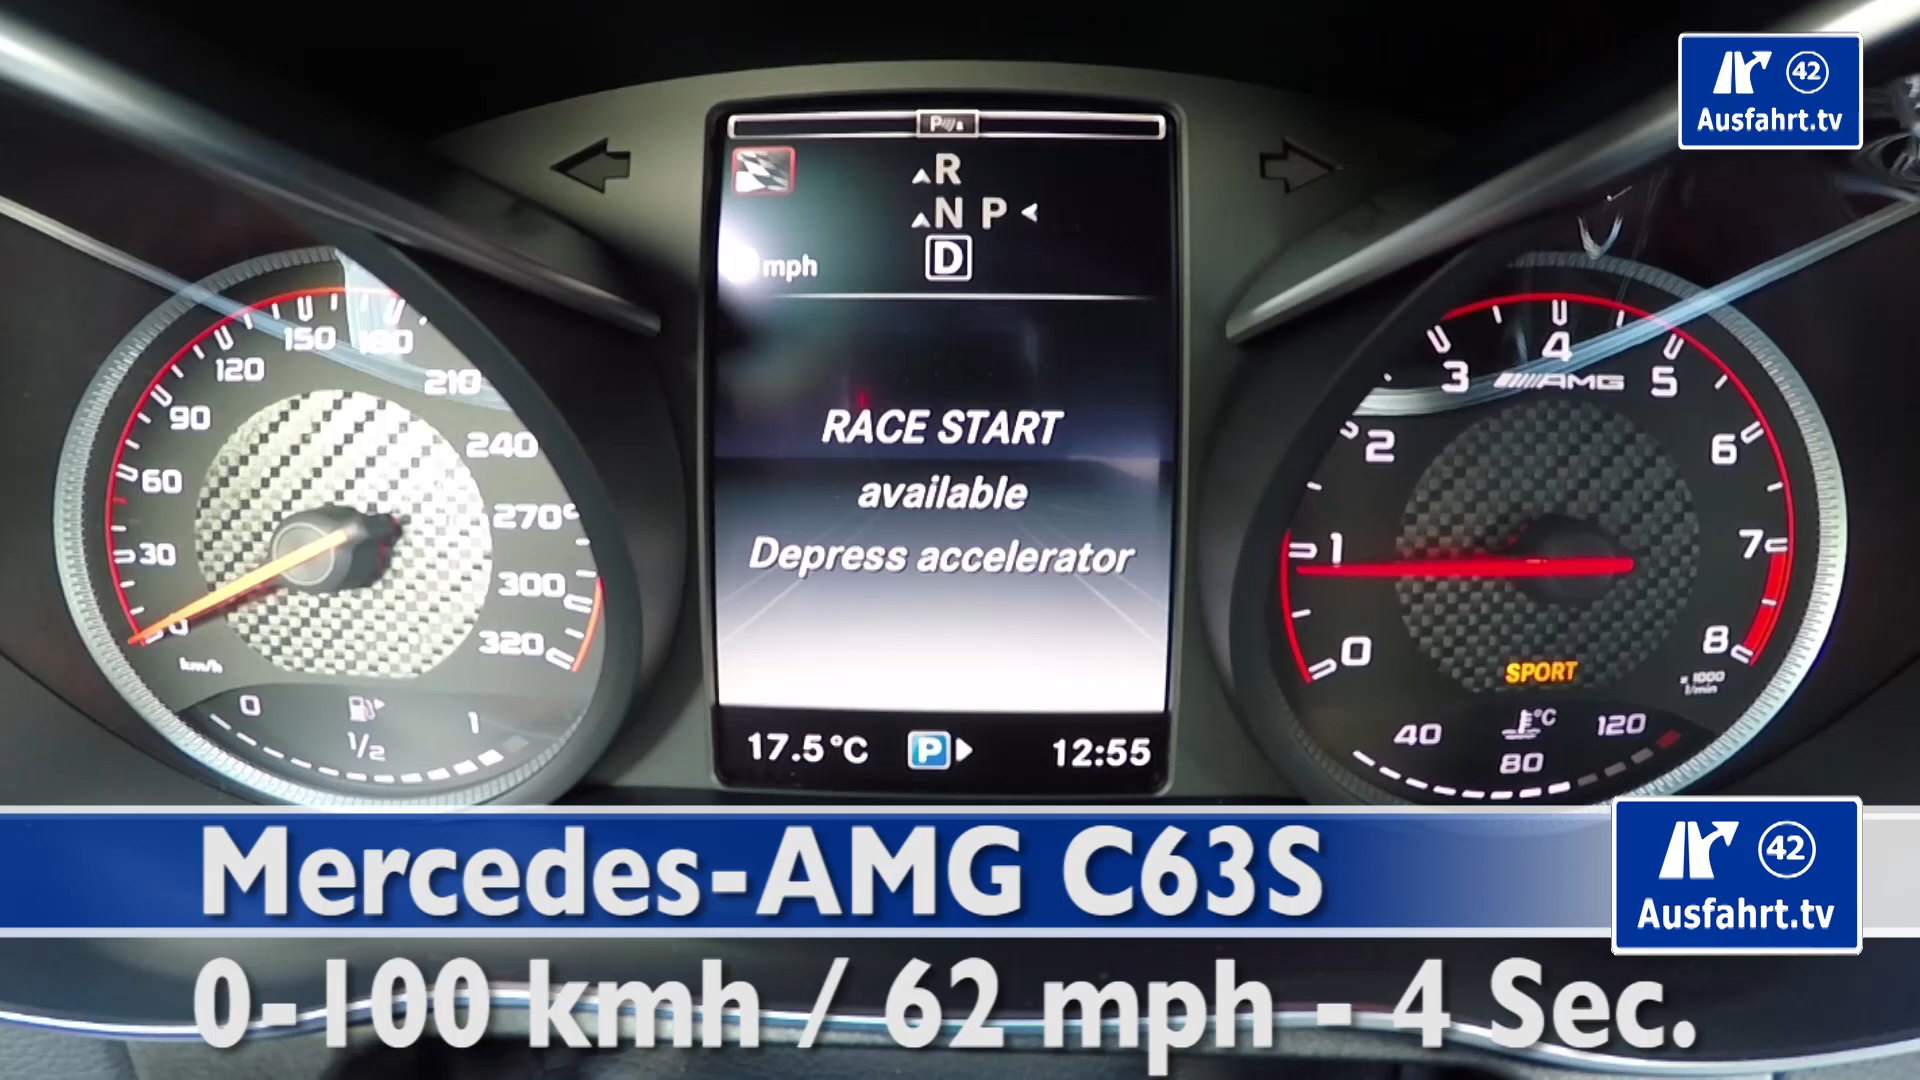 42
Ausfahrt.tv
P
R
N P
D
mph
RACE START
available
Depress accelerator
17.5°C P 12:55
30
60
90
120
150
180
210
240
270
300
320
km/h
0 1/2 1
0
1
2
3
4
5
6
7
8
AMG
SPORT
x 1000
1/min
40 80 120
°C
Mercedes-AMG C63S
42
Ausfahrt.tv
0-100 kmh / 62 mph - 4 Sec.